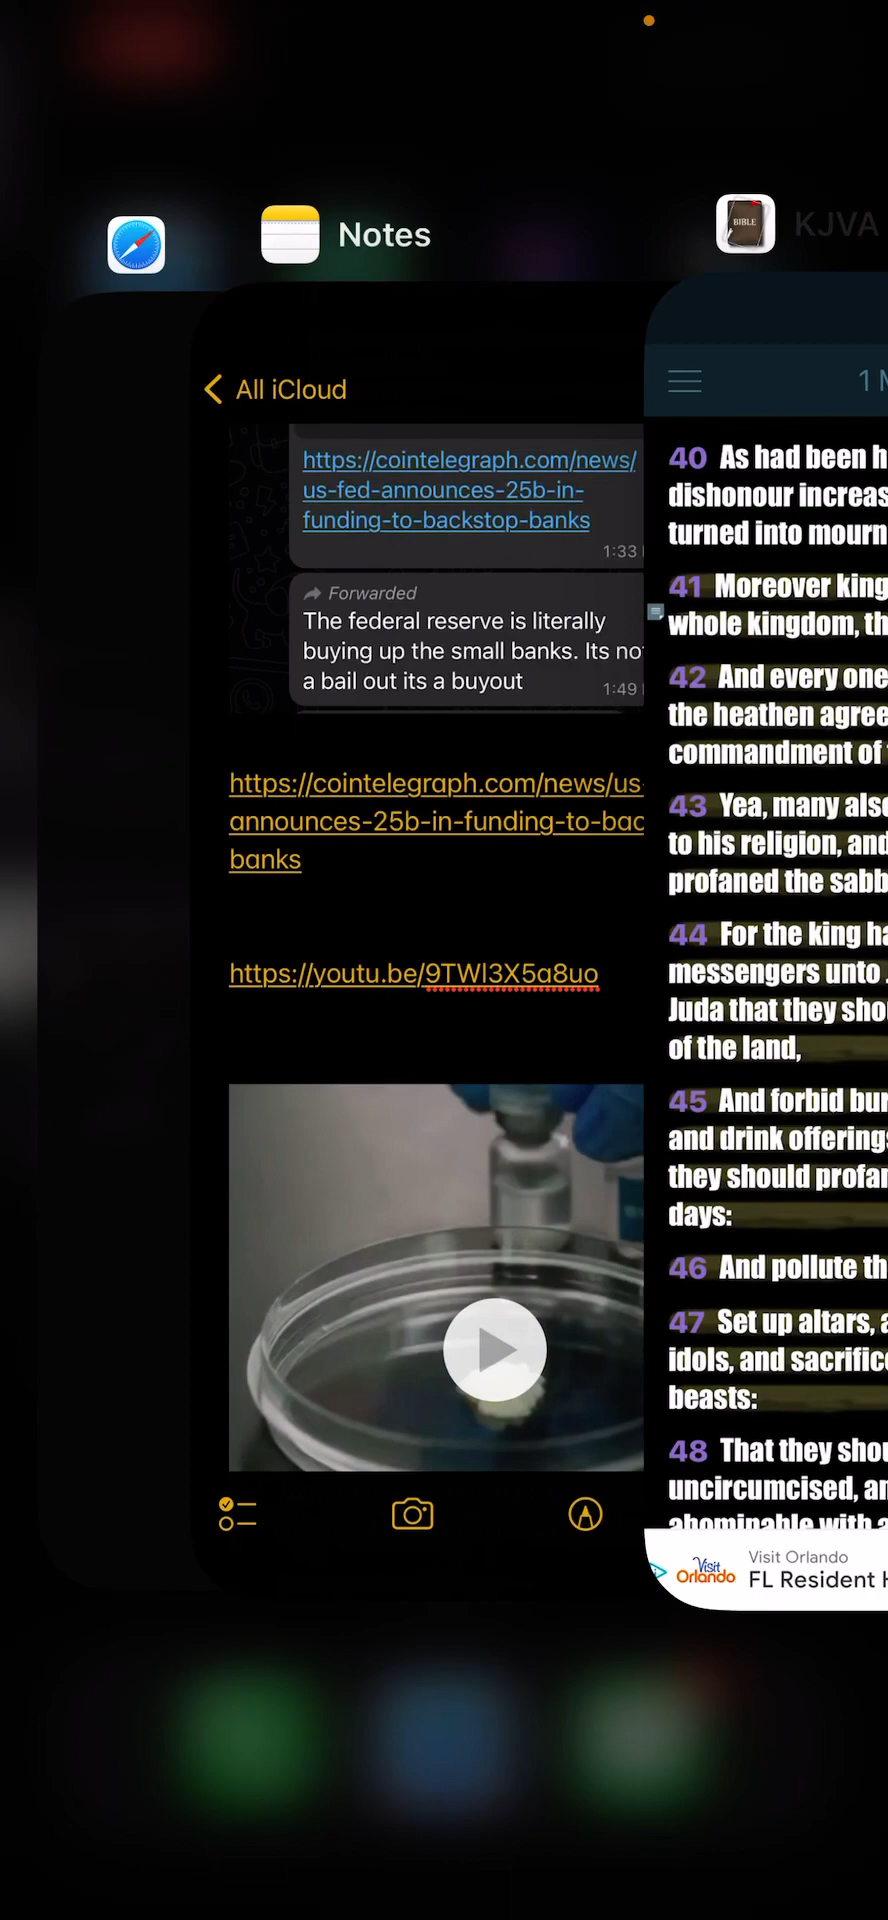 Notes
BIBLE
KJVA
All iCloud
https://cointelegraph.com/news/
us-fed-announces-25b-in-
funding-to-backstop-banks
1:33
Forwarded
The federal reserve is literally
buying up the small banks. Its no
a bail out its a buyout
1:49
https://cointelegraph.com/news/us-
announces-25b-in-funding-to-bac
banks
https://youtu.be/9TWI3X5a8uo
1
40 As had been h
dishonour increas
turned into mourn
41 Moreover king
whole kingdom, th
42 And every one
the heathen agree
commandment of
43 Yea, many also
to his religion, and
profaned the sabb
44 For the king ha
messengers unto
Juda that they sho
of the land,
45 And forbid bur
and drink offerings
they should profan
days:
46 And pollute th
47 Set up altars, a
idols, and sacrifice
beasts:
48 That they shou
uncircumcised, an
abominable with a
Visit
Orlando
Visit Orlando
FL Resident